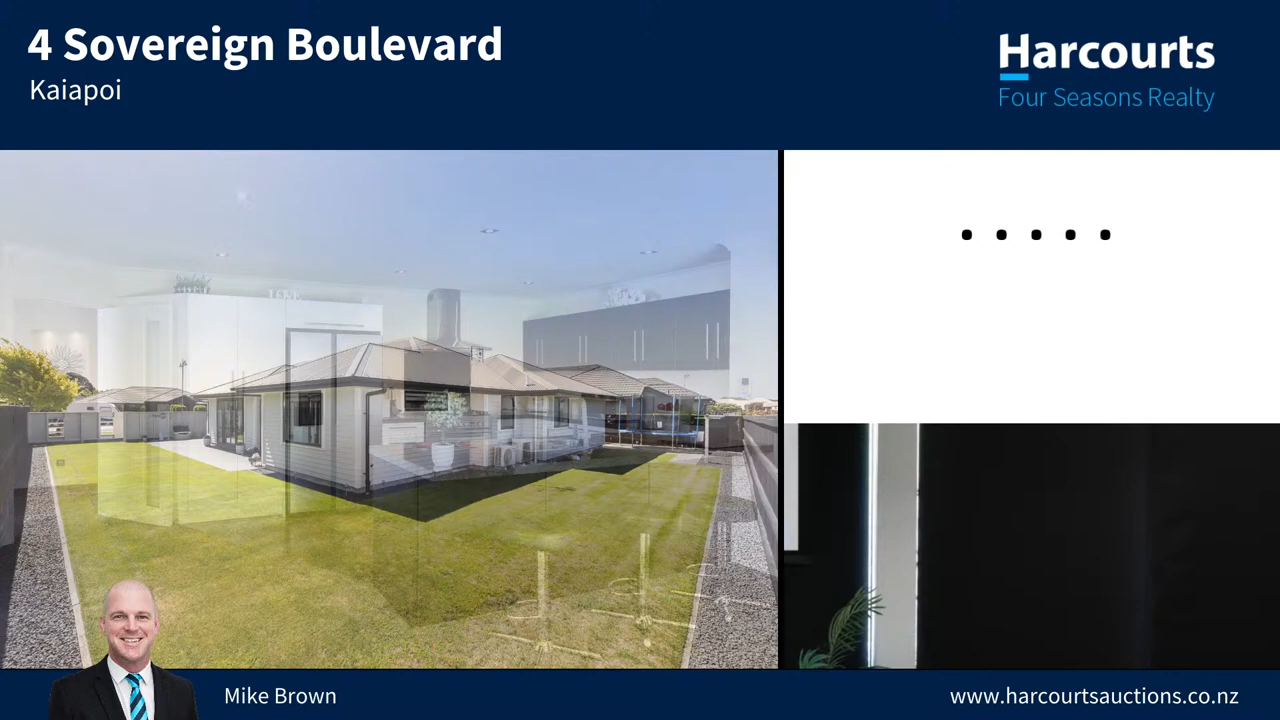 4 Sovereign Boulevard
Kaiapoi
Harcourts
Four Seasons Realty
.....
Mike Brown
www.harcourtsauctions.co.nz